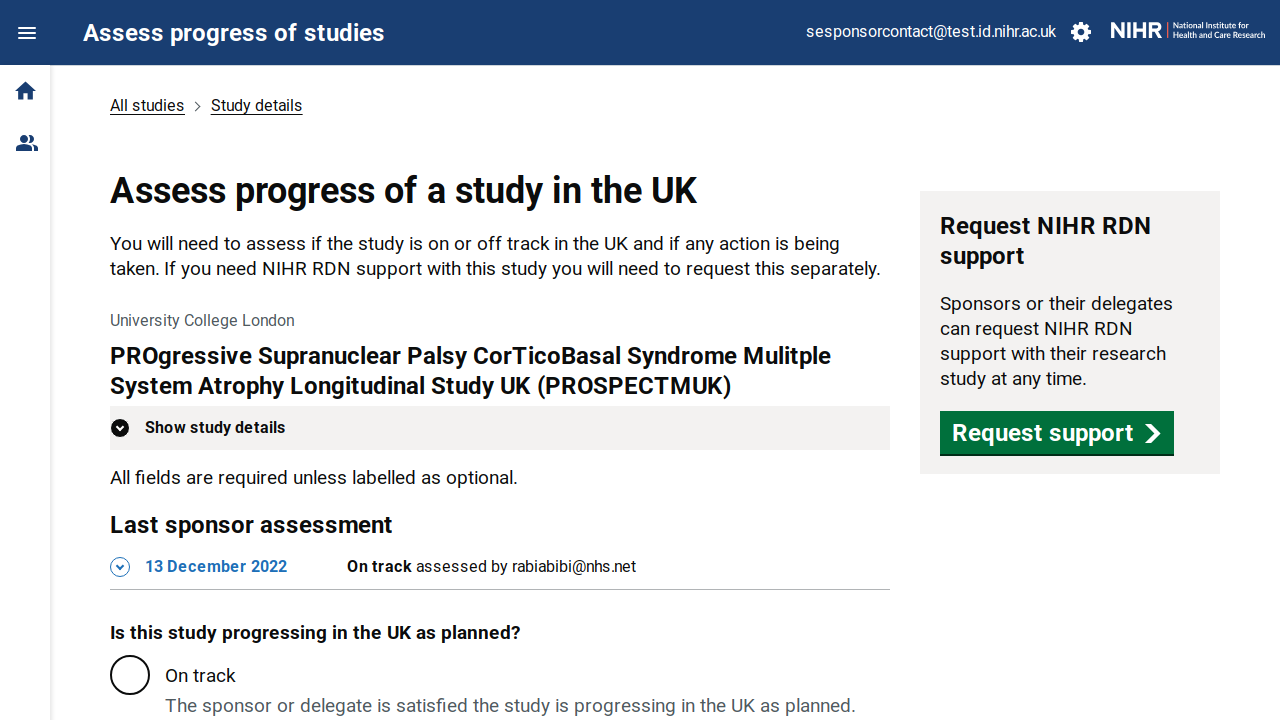 Assess progress of studies
sesponsorcontact@test.id.nihr.ac.uk
NIHR | National Institute for
Health and Care Research
All studies
Study details
Assess progress of a study in the UK
You will need to assess if the study is on or off track in the UK and if any action is being
taken. If you need NIHR RDN support with this study you will need to request this separately.
University College London
PROgressive Supranuclear Palsy CorTicoBasal Syndrome Mulitple
System Atrophy Longitudinal Study UK (PROSPECTMUK)
Show study details
All fields are required unless labelled as optional.
Last sponsor assessment
13 December 2022 On track assessed by rabiabibi@nhs.net
Is this study progressing in the UK as planned?
On track
The sponsor or delegate is satisfied the study is progressing in the UK as planned.
Request NIHR RDN
support
Sponsors or their delegates
can request NIHR RDN
support with their research
study at any time.
Request support